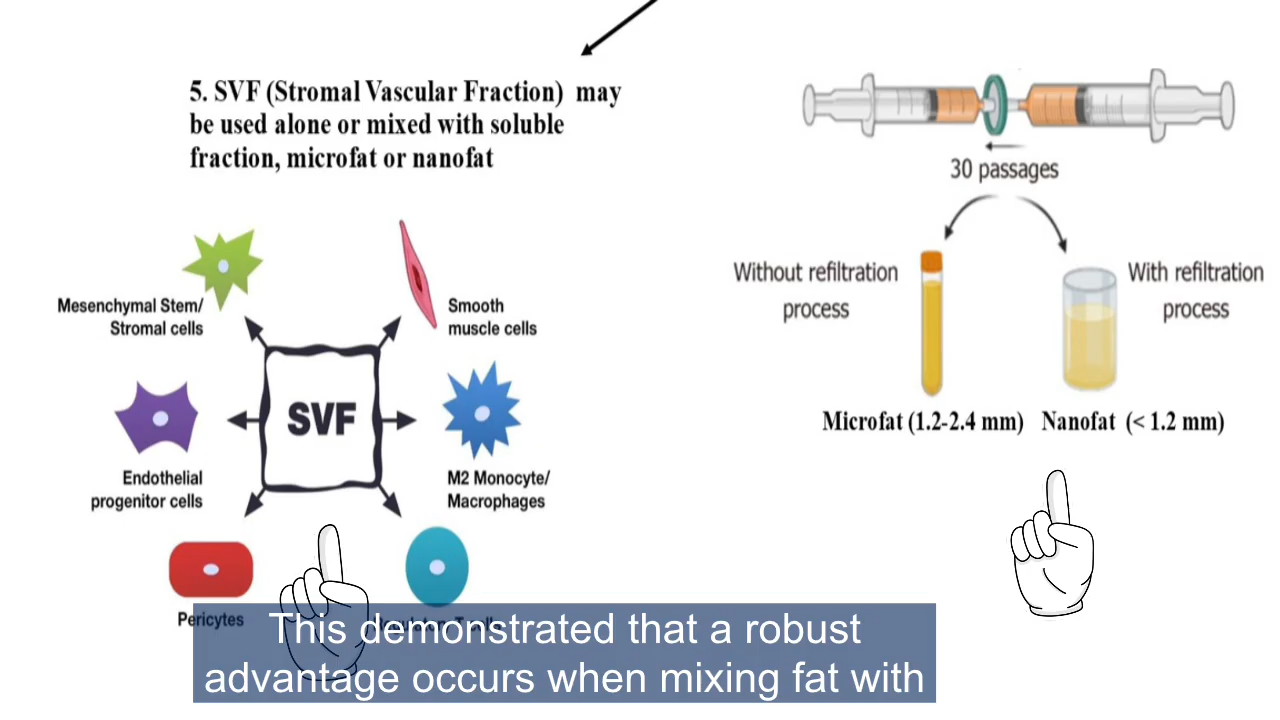 5. SVF (Stromal Vascular Fraction) may
be used alone or mixed with soluble
fraction, microfat or nanofat
30 passages
Without refiltration
process
With refiltration
process
Microfat (1.2-2.4 mm)
Nanofat (< 1.2 mm)
Mesenchymal Stem/
Stromal cells
Smooth
muscle cells
SVF
Endothelial
progenitor cells
M2 Monocyte/
Macrophages
Pericytes
This demonstrated that a robust
advantage occurs when mixing fat with